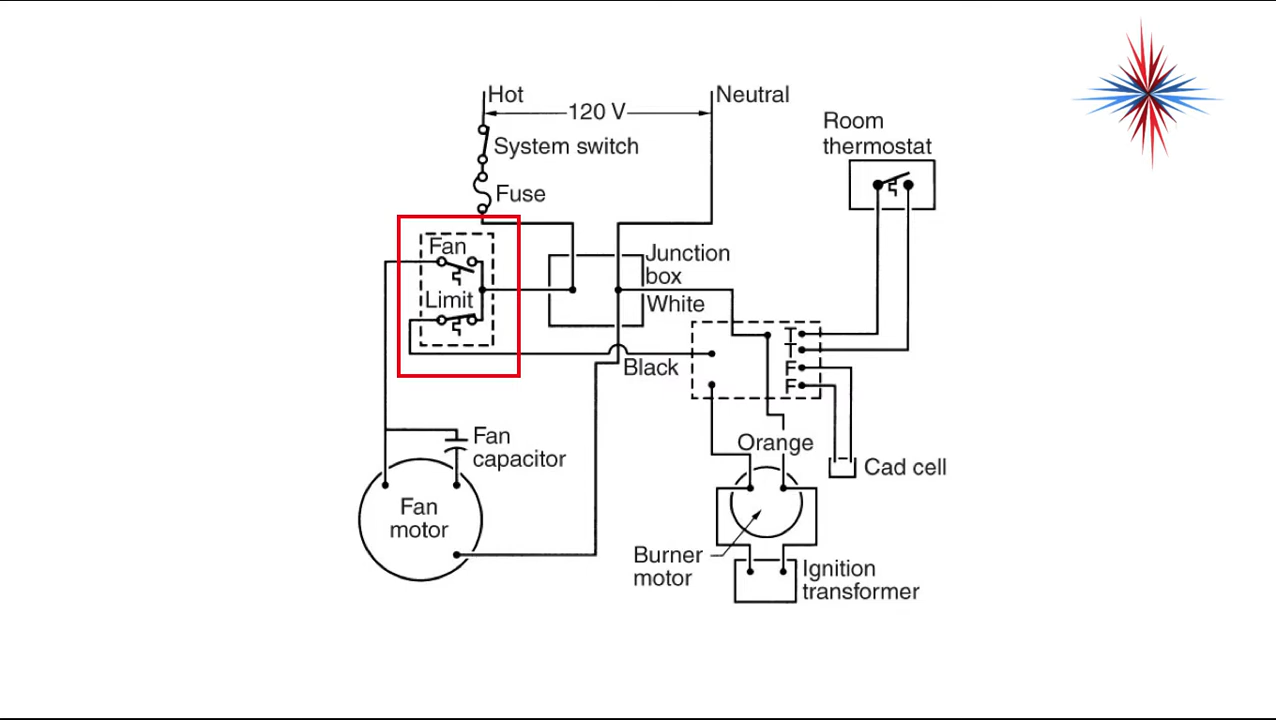 Hot
120 V
Neutral
System switch
Fuse
Room
thermostat
Fan
Limit
Junction
box
White
Black
T
T
F
F
Orange
Cad cell
Fan
capacitor
Fan
motor
Burner
motor
Ignition
transformer